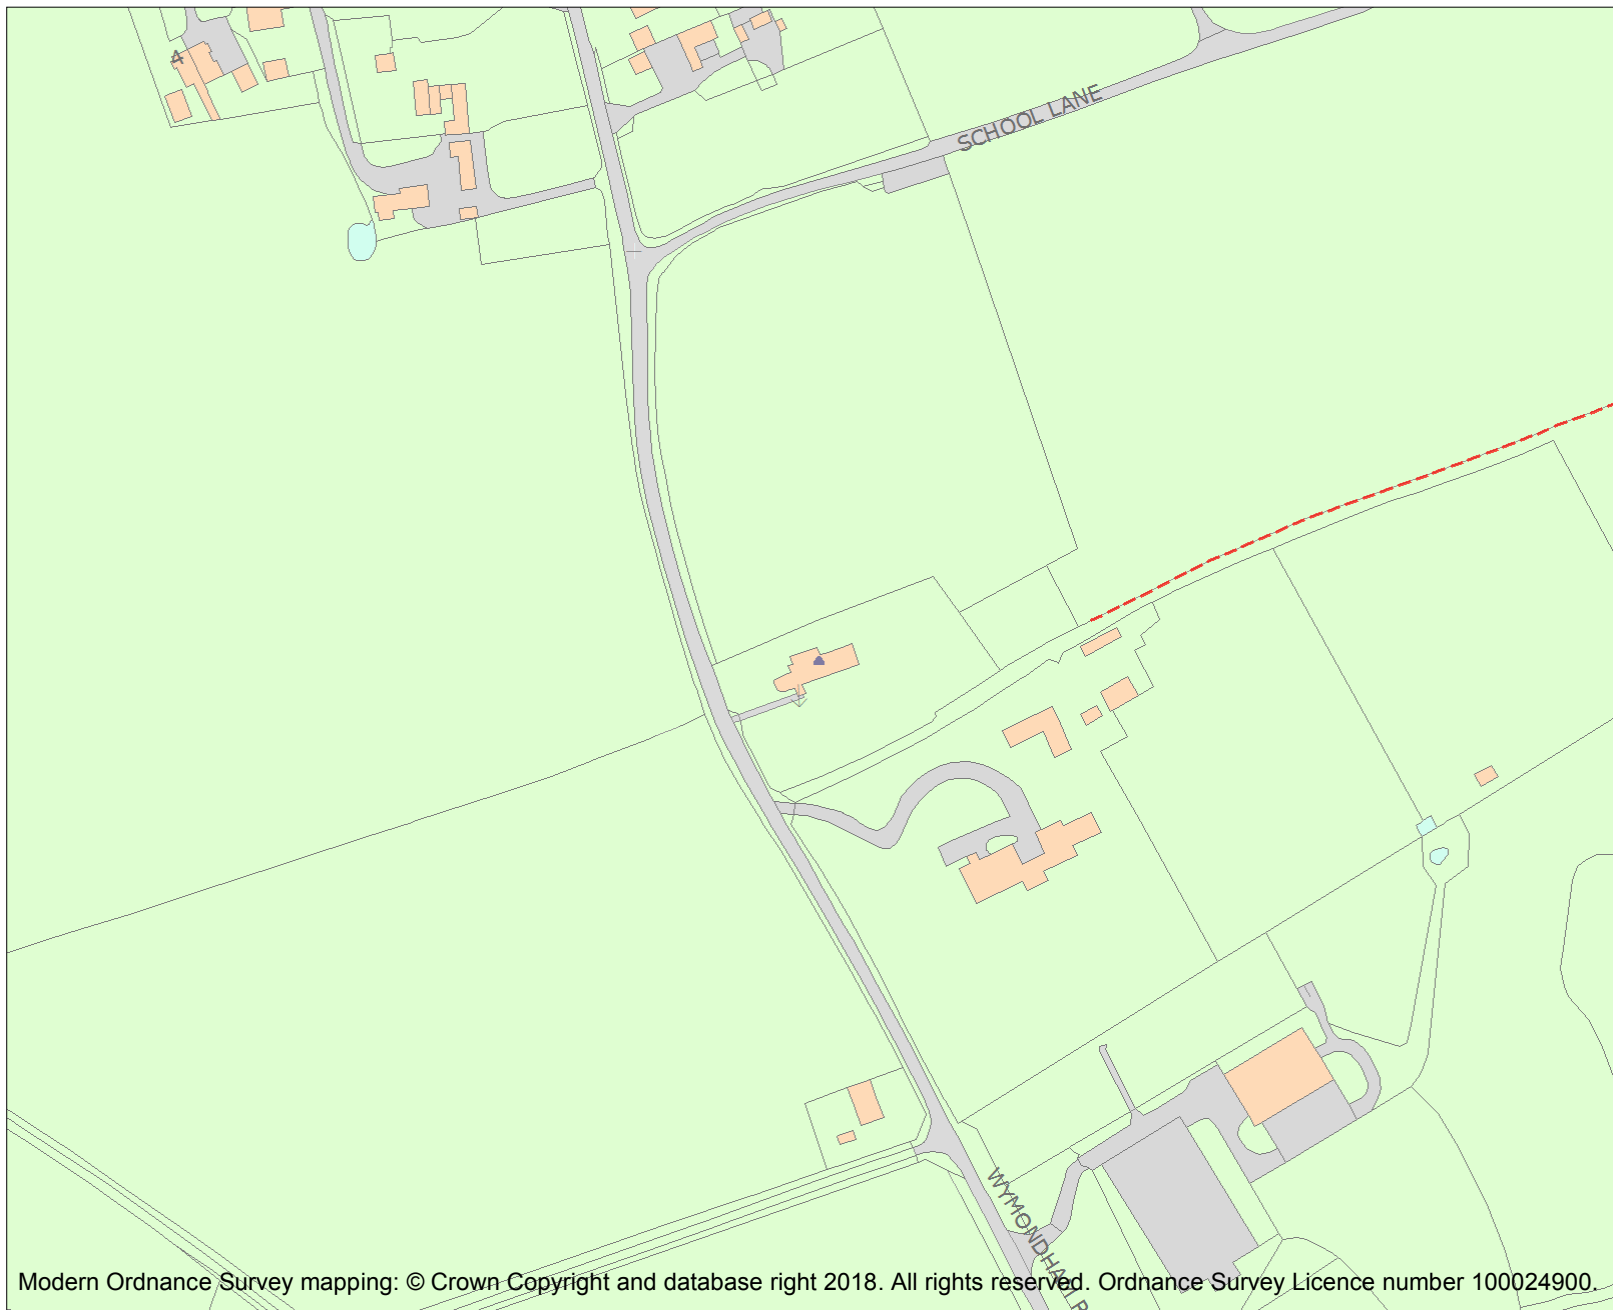 4
SCHOOL LANE
WYMONDHAM R
Modern Ordnance Survey mapping: © Crown Copyright and database right 2018. All rights reserved. Ordnance Survey Licence number 100024900.